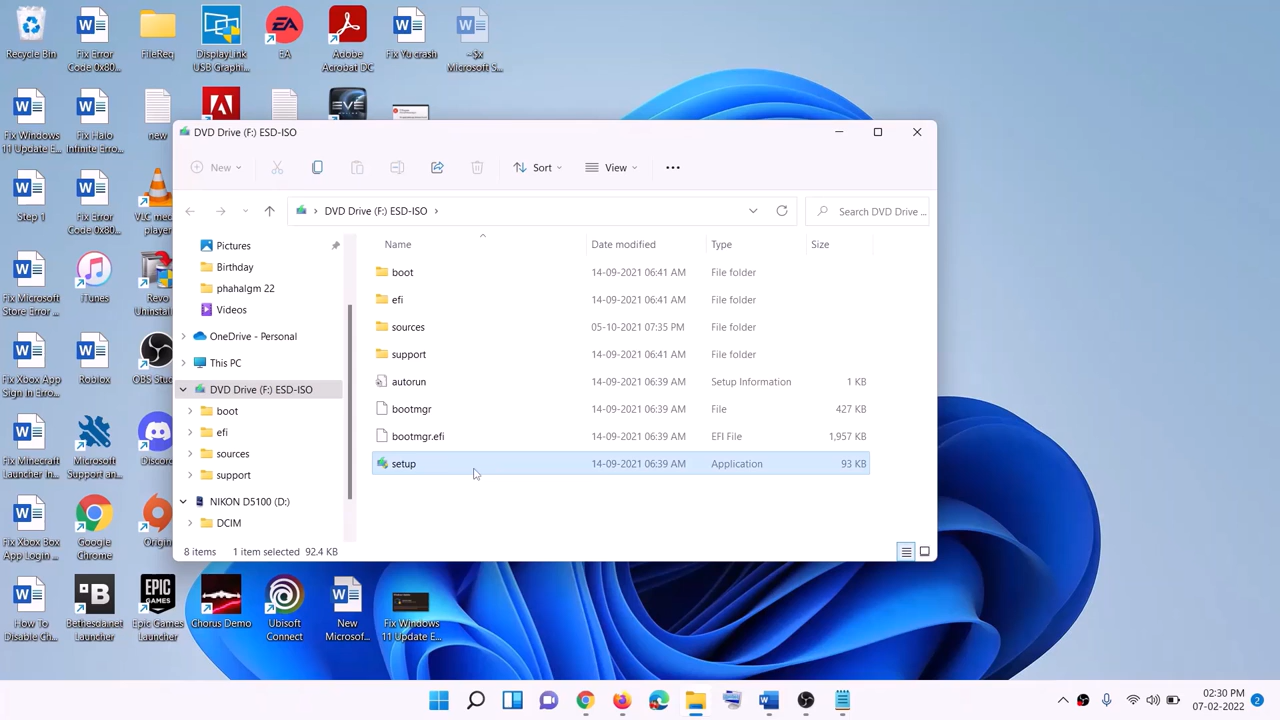 Recycle Bin
Fix Error
Code 0x80...
FileReq
DisplayLink
USB Graphi...
EA
Adobe
Acrobat DC
Fix Yu crash
~$x
Microsoft S...
Fix Windows
11 Update E...
Fix Halo
Infinite Erro...
new
EVE
DVD Drive (F:) ESD-ISO
New
Sort
View
DVD Drive (F:) ESD-ISO
Search DVD Drive ...
Step 1
Fix Error
Code 0x80...
VLC med
player
Fix Microsoft
Store Error ...
iTunes
Revo
Uninstal
Fix Xbox App
Sign In Erro...
Roblox
OBS Stu
Fix Minecraft
Launcher In...
Microsoft
Support an...
Discord
Fix Xbox Box
App Login ...
Google
Chrome
Origin
Pictures
Birthday
phahalgm 22
Videos
OneDrive - Personal
This PC
DVD Drive (F:) ESD-ISO
boot
efi
sources
support
NIKON D5100 (D:)
DCIM
Name Date modified Type Size
boot 14-09-2021 06:41 AM File folder
efi 14-09-2021 06:41 AM File folder
sources 05-10-2021 07:35 PM File folder
support 14-09-2021 06:41 AM File folder
autorun 14-09-2021 06:39 AM Setup Information 1 KB
bootmgr 14-09-2021 06:39 AM File 427 KB
bootmgr.efi 14-09-2021 06:39 AM EFI File 1,957 KB
setup 14-09-2021 06:39 AM Application 93 KB
8 items 1 item selected 92.4 KB
How To
Disable Ch...
Bethesda.net
Launcher
EPIC
GAMES
Epic Games
Launcher
Chorus Demo
Ubisoft
Connect
New
Microsof...
Fix Windows
11 Update E...
02:30 PM
07-02-2022
2